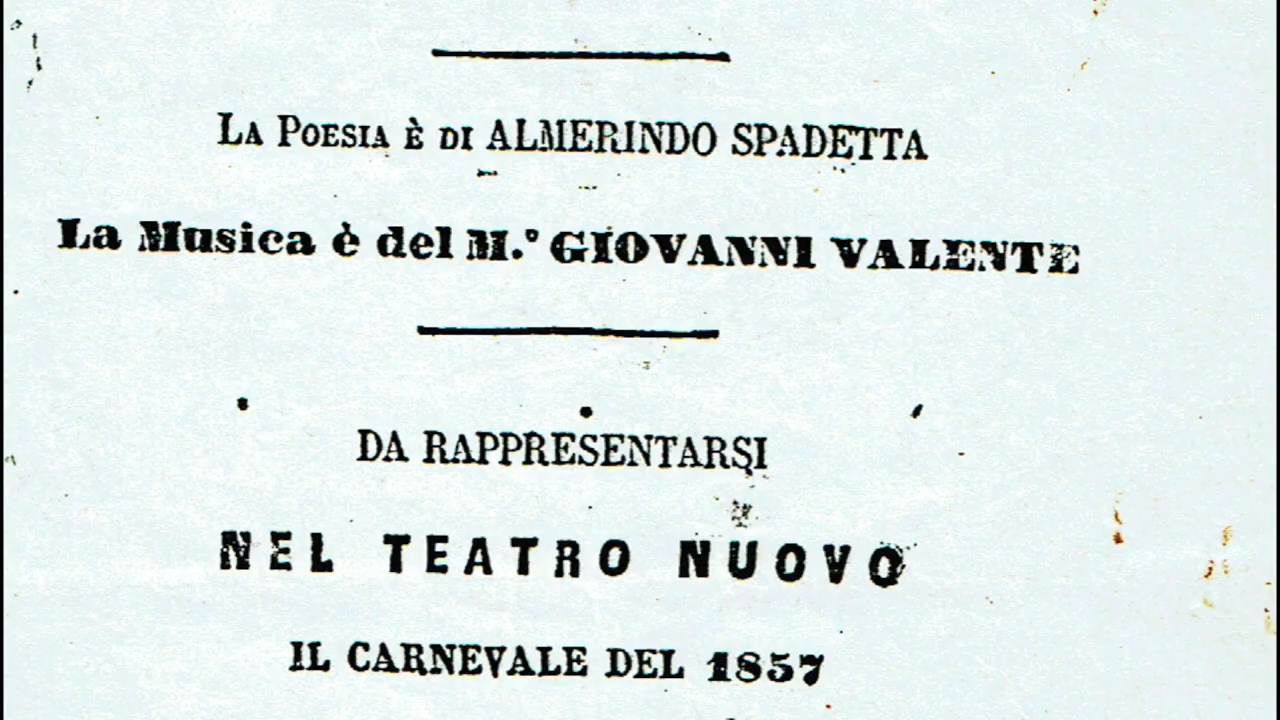 La Poesia è di ALMERINDO SPADETTA
La Musica è del M.° GIOVANNI VALENTE
DA RAPPRESENTARSI
NEL TEATRO NUOVO
IL CARNEVALE DEL 1857